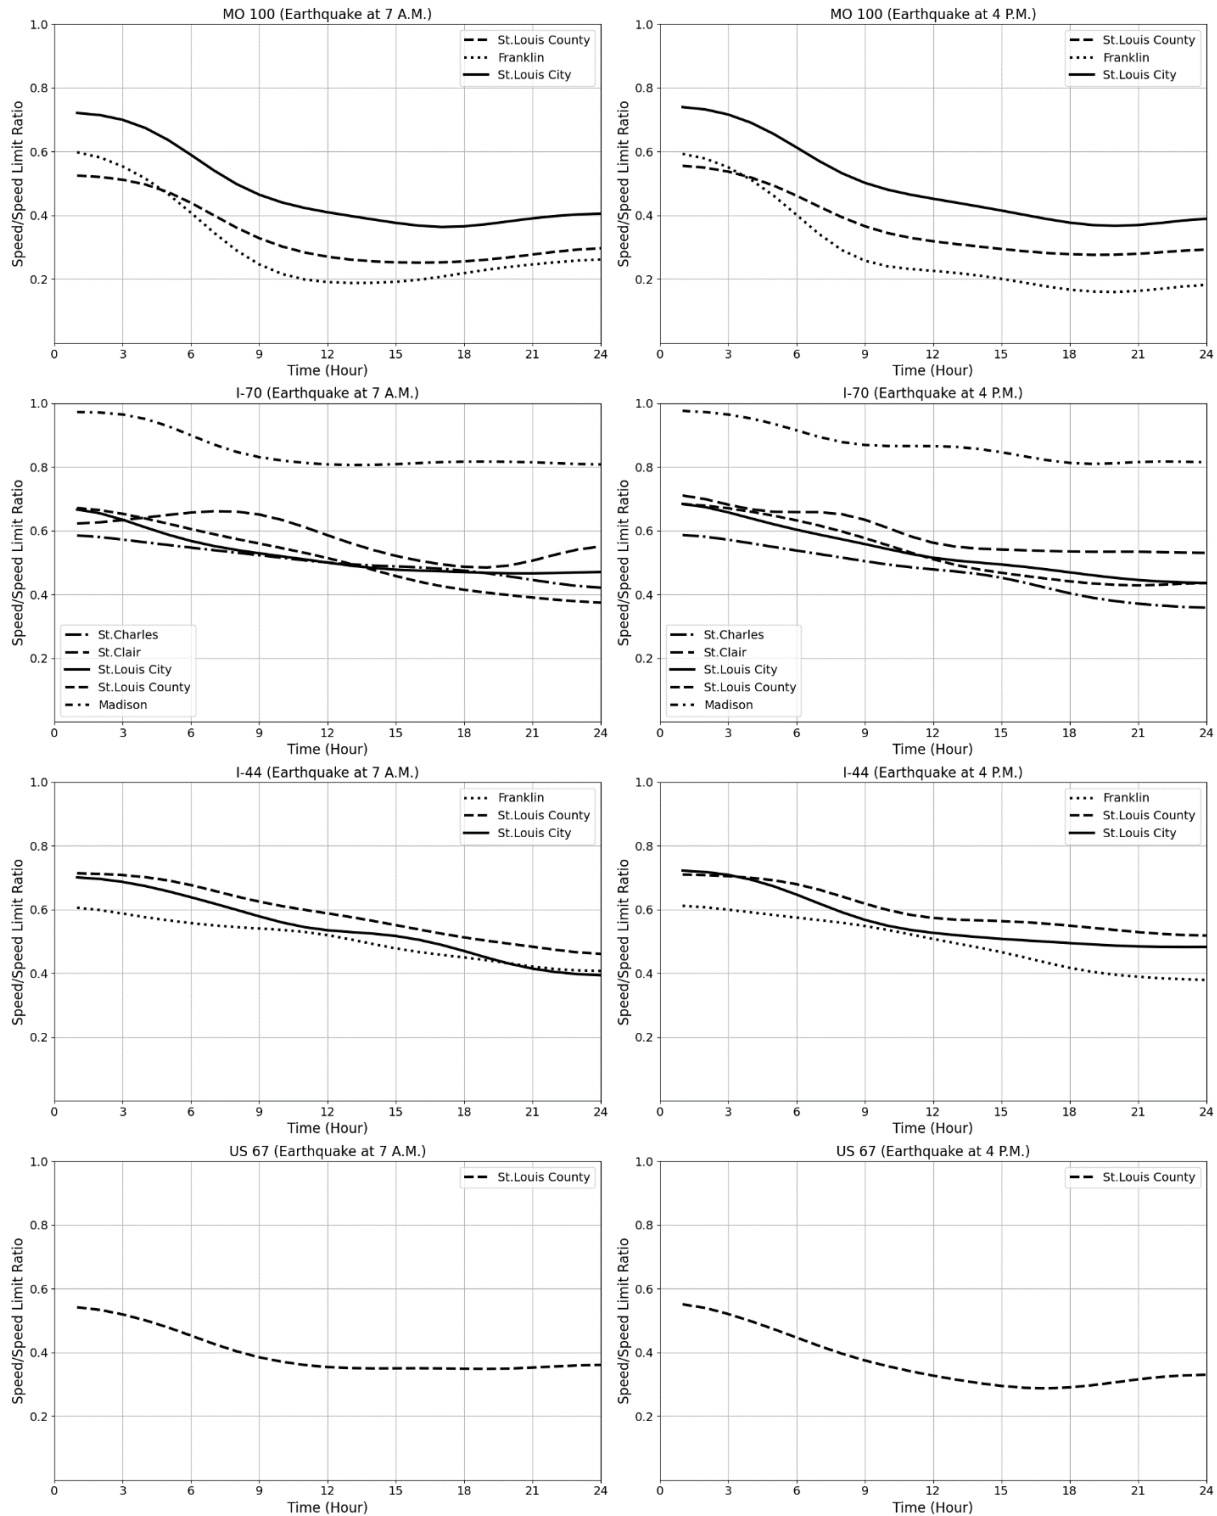 MO 100 (Earthquake at 7 A.M.)
1.0
0.8
0.6
0.4
0.2
Speed/Speed Limit Ratio
St.Louis County
Franklin
St.Louis City
0 3 6 9 12 15 18 21 24
Time (Hour)
MO 100 (Earthquake at 4 P.M.)
1.0
0.8
0.6
0.4
0.2
Speed/Speed Limit Ratio
St.Louis County
Franklin
St.Louis City
0 3 6 9 12 15 18 21 24
Time (Hour)
I-70 (Earthquake at 7 A.M.)
1.0
0.8
0.6
0.4
0.2
Speed/Speed Limit Ratio
St.Charles
St.Clair
St.Louis City
St.Louis County
Madison
0 3 6 9 12 15 18 21 24
Time (Hour)
I-70 (Earthquake at 4 P.M.)
1.0
0.8
0.6
0.4
0.2
Speed/Speed Limit Ratio
St.Charles
St.Clair
St.Louis City
St.Louis County
Madison
0 3 6 9 12 15 18 21 24
Time (Hour)
I-44 (Earthquake at 7 A.M.)
1.0
0.8
0.6
0.4
0.2
Speed/Speed Limit Ratio
Franklin
St.Louis County
St.Louis City
0 3 6 9 12 15 18 21 24
Time (Hour)
I-44 (Earthquake at 4 P.M.)
1.0
0.8
0.6
0.4
0.2
Speed/Speed Limit Ratio
Franklin
St.Louis County
St.Louis City
0 3 6 9 12 15 18 21 24
Time (Hour)
US 67 (Earthquake at 7 A.M.)
1.0
0.8
0.6
0.4
0.2
Speed/Speed Limit Ratio
St.Louis County
0 3 6 9 12 15 18 21 24
Time (Hour)
US 67 (Earthquake at 4 P.M.)
1.0
0.8
0.6
0.4
0.2
Speed/Speed Limit Ratio
St.Louis County
0 3 6 9 12 15 18 21 24
Time (Hour)